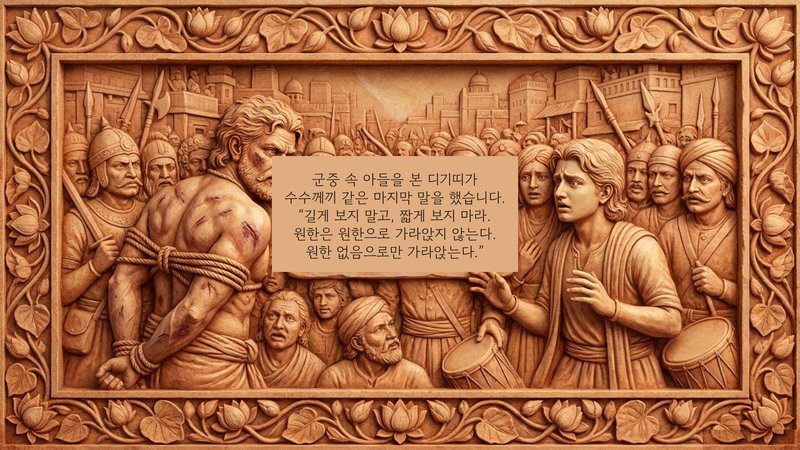 군중 속 아들을 본 디기띠가
수수께끼 같은 마지막 말을 했습니다.
“길게 보지 말고, 짧게 보지 마라.
원한은 원한으로 가라앉지 않는다.
원한 없음으로만 가라앉는다.”